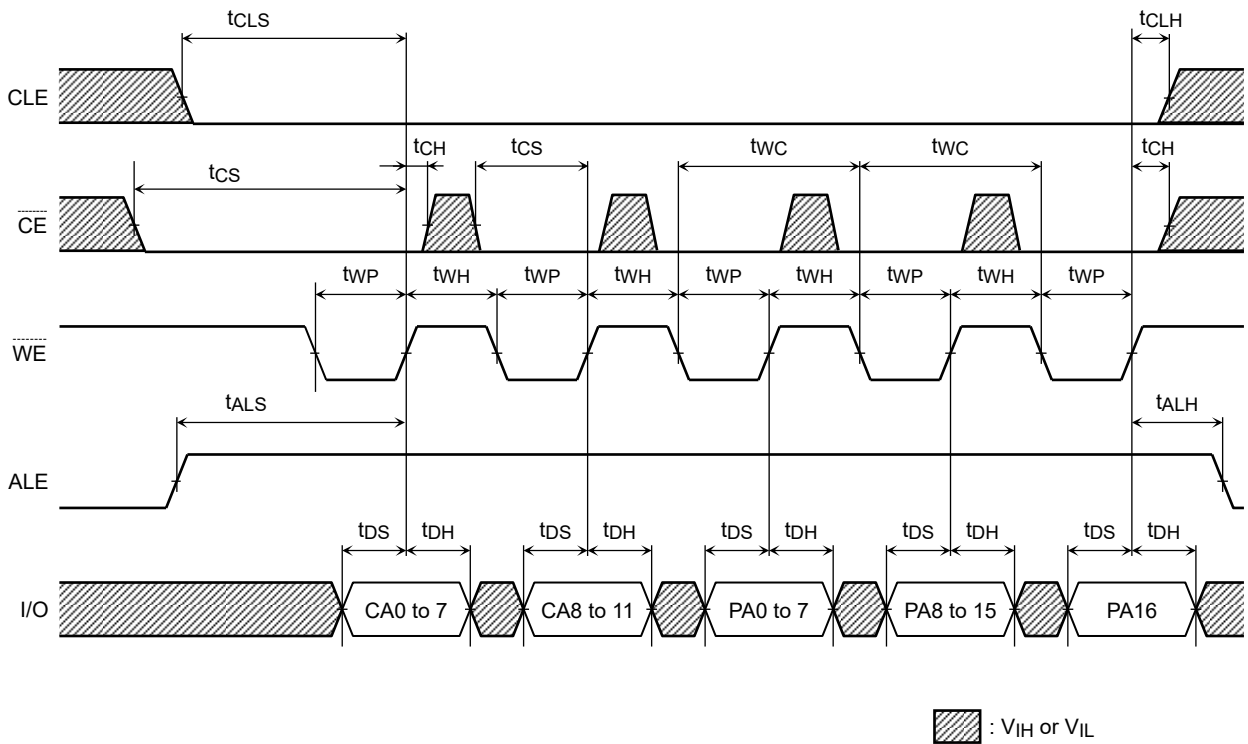 tCLS tCLH
CLE
tCH tCS tWC tWC tCH
tCS
CE
tWP tWH tWP tWH tWP tWH tWP tWH tWP
WE
tALS tALH
ALE
tDS tDH tDS tDH tDS tDH tDS tDH tDS tDH
I/O CA0 to 7 CA8 to 11 PA0 to 7 PA8 to 15 PA16
: VIH or VIL